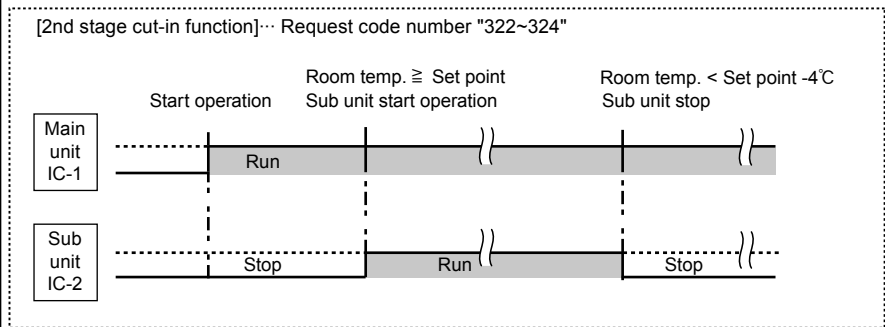 [2nd stage cut-in function]··· Request code number "322~324"
Room temp. ≧ Set point
Room temp. < Set point -4℃
Start operation
Sub unit start operation
Sub unit stop
Main
unit
IC-1
Run
Sub
unit
IC-2
Stop
Run
Stop